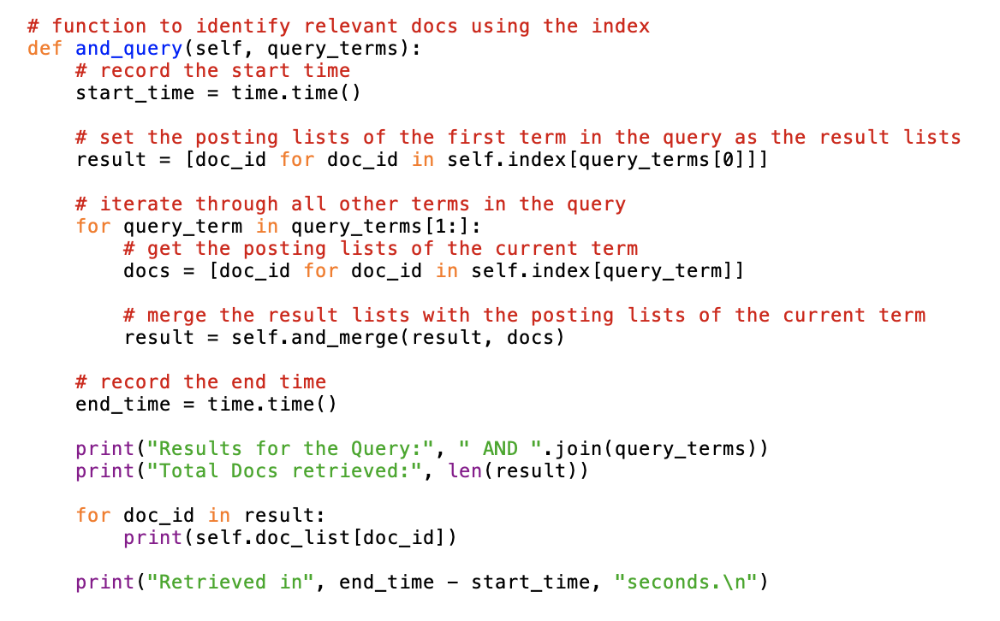 # function to identify relevant docs using the index
def and_query(self, query_terms):
    # record the start time
    start_time = time.time()

    # set the posting lists of the first term in the query as the result lists
    result = [doc_id for doc_id in self.index[query_terms[0]]]

    # iterate through all other terms in the query
    for query_term in query_terms[1:]:
        # get the posting lists of the current term
        docs = [doc_id for doc_id in self.index[query_term]]

        # merge the result lists with the posting lists of the current term
        result = self.and_merge(result, docs)

    # record the end time
    end_time = time.time()

    print("Results for the Query:", " AND ".join(query_terms))
    print("Total Docs retrieved:", len(result))

    for doc_id in result:
        print(self.doc_list[doc_id])

    print("Retrieved in", end_time - start_time, "seconds.\n")